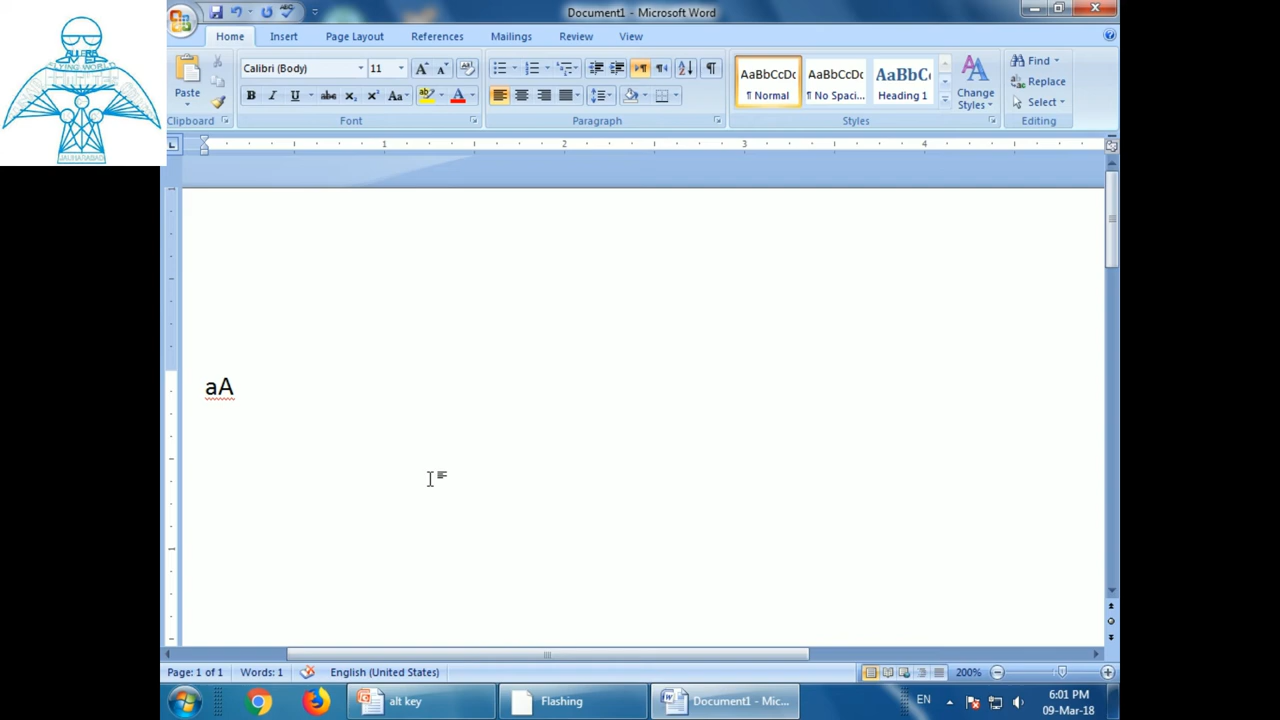 Document1 - Microsoft Word
Home Insert Page Layout References Mailings Review View
Paste
Calibri (Body) 11
AaBbCcDc AaBbCcDc AaBbC
¶ Normal ¶ No Spaci... Heading 1
Change Styles
Find
Replace
Select
Clipboard Font Paragraph Styles Editing
1 2 3 4
aA
Page: 1 of 1 Words: 1 English (United States) 200%
alt key Flashing Document1 - Mic... EN 6:01 PM
09-Mar-18
FLYING WORLD
JAUHARABAD